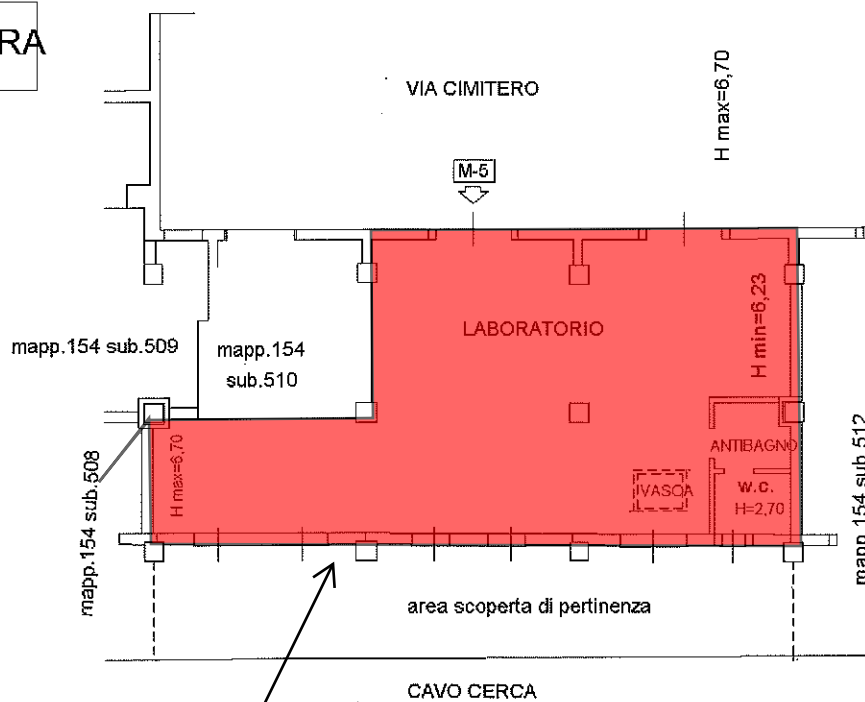 RA
VIA CIMITERO
H max=6,70
M-5
LABORATORIO
H min=6,23
mapp.154 sub.509
mapp.154
sub.510
H max=6,70
mapp.154 sub.508
ANTIBAGNO
W.C.
H=2,70
VASCA
mapp.154 sub.512
area scoperta di pertinenza
CAVO CERCA